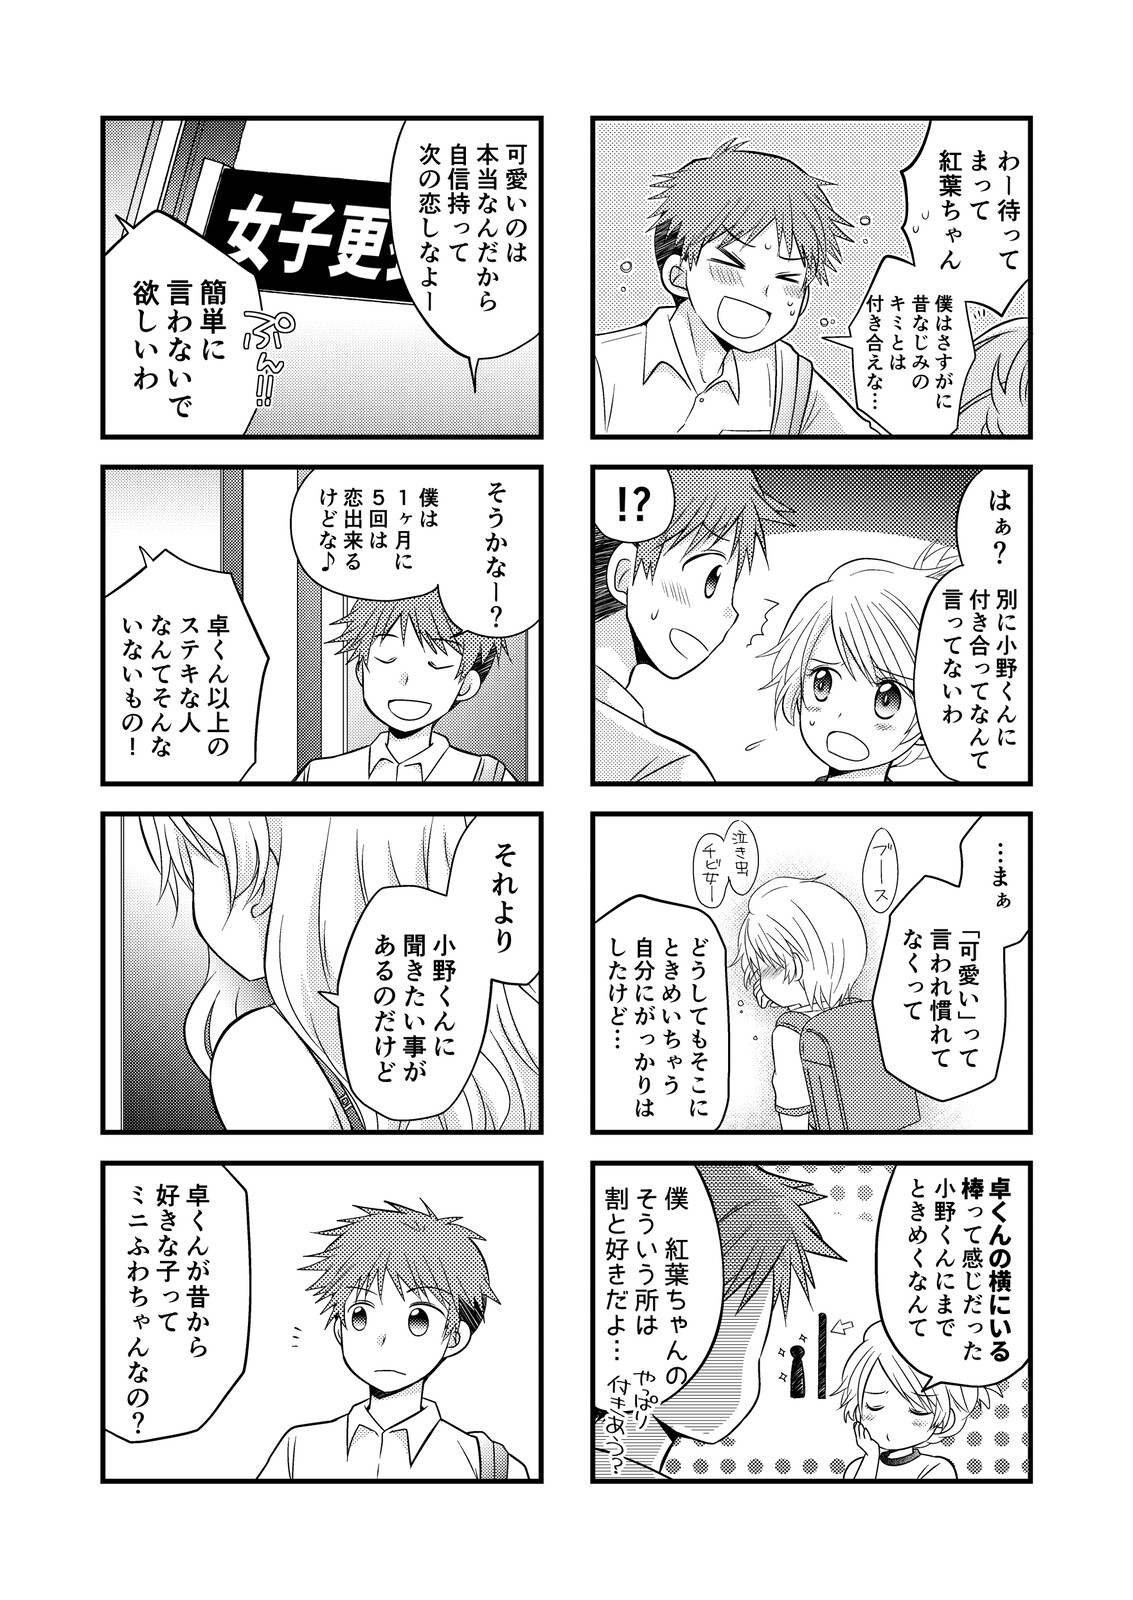 わー待って
まって
紅葉ちゃん
僕はさすがに
昔なじみの
キミとは
付き合えな…
はぁ?
別に小野くんに
付き合ってなんて
言ってないわ
!?
…まぁ
「可愛い」って
言われ慣れて
なくって
ブース
泣き虫
チビ女ー
どうしてもそこに
ときめいちゃう
自分にがっかりは
したけど…
卓くんの横にいる
棒って感じだった
小野くんにまで
ときめくなんて
僕 紅葉ちゃんの
そういう所は
割と好きだよ…
やっぱり
付きあう?
可愛いのは
本当なんだから
自信持って
次の恋しなよー
女子更
簡単に
言わないで
欲しいわ
ぷん!!
そうかなー?
僕は
1ヶ月に
5回は
恋出来る
けどな♪
卓くん以上の
ステキな人
なんてそんな
いないもの!
それより
小野くんに
聞きたい事が
あるのだけど
卓くんが昔から
好きな子って
ミニふわちゃんなの?